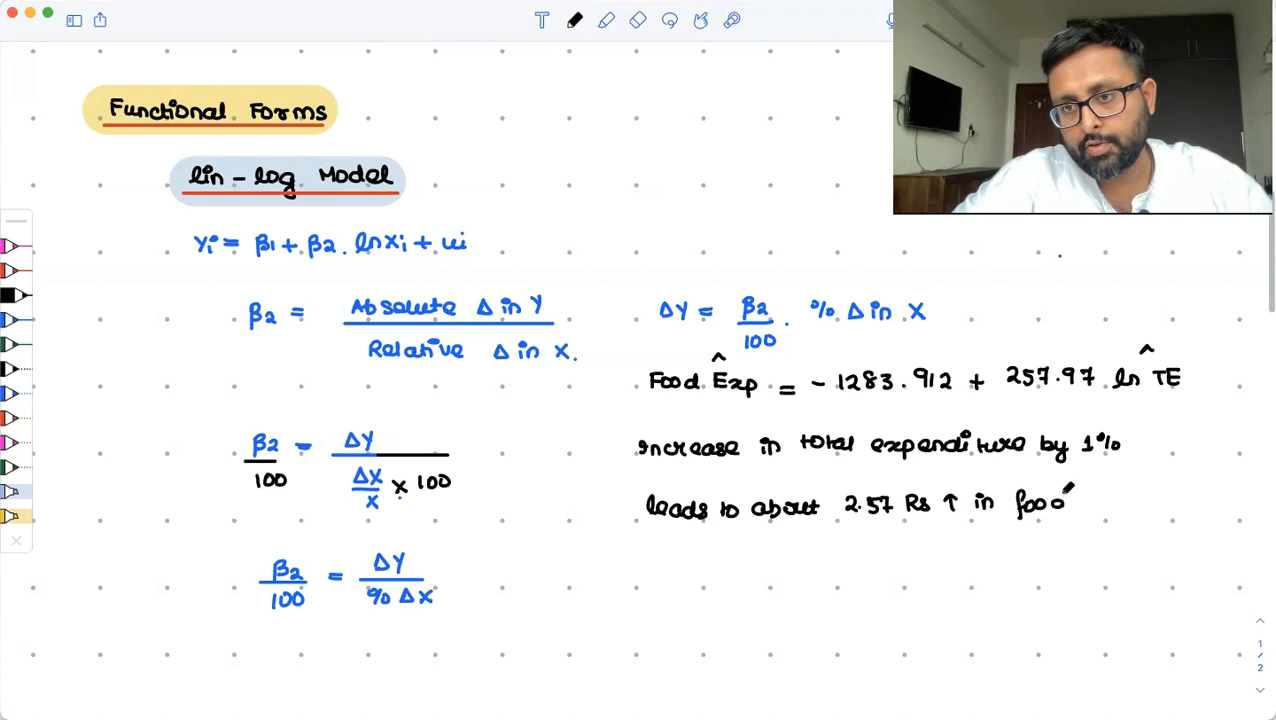 Functional Forms
lin - log Model
Yi = β1 + β2 . ln Xi + ui
β2 = Absolute Δ in Y / Relative Δ in X.
ΔY = β2/100 . % Δ in X
Food Exp^ = - 1283.912 + 257.97 ln TE^
β2/100 = ΔY / ΔX/X x 100
increase in total expenditure by 1%
leads to about 2.57 Rs ↑ in food
β2/100 = ΔY / % ΔX
1
/
2